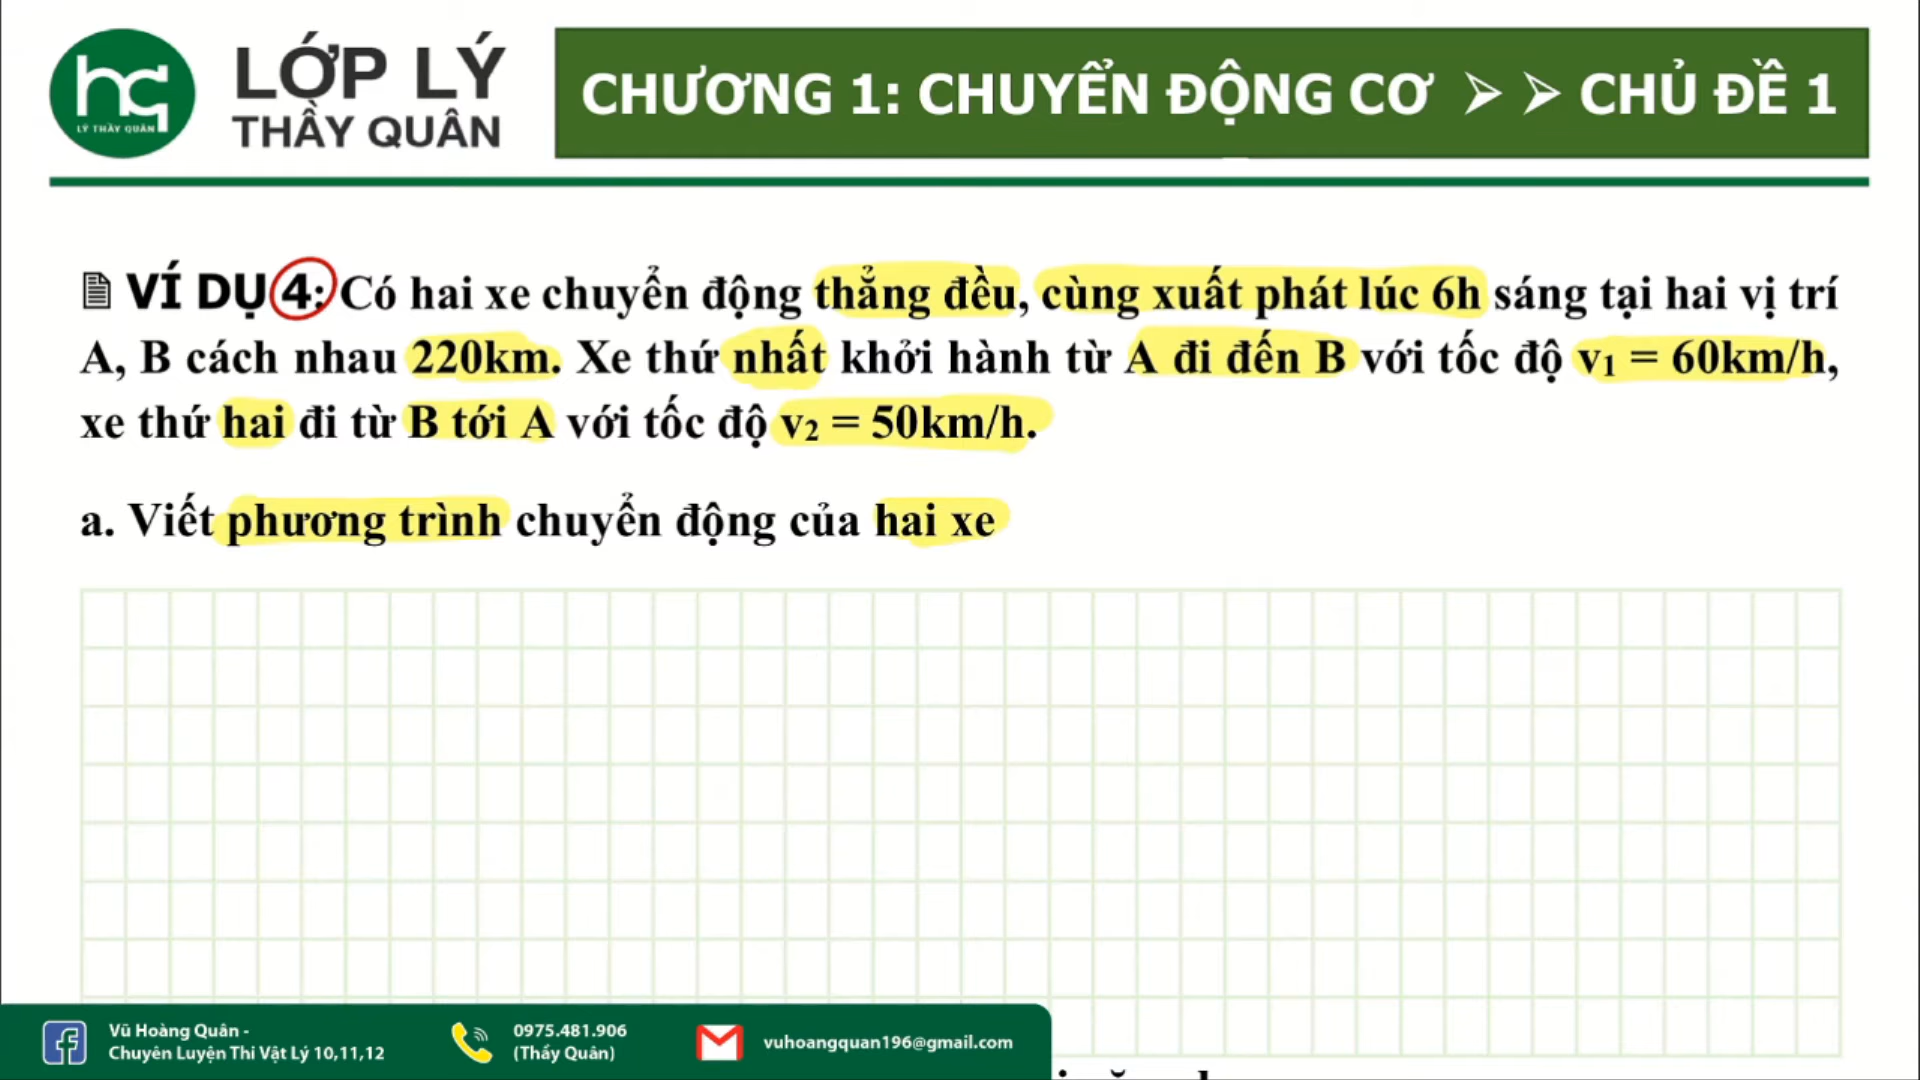 hq
LÝ THẦY QUÂN
LỚP LÝ
THẦY QUÂN
CHƯƠNG 1: CHUYỂN ĐỘNG CƠ ➢ ➢ CHỦ ĐỀ 1
VÍ DỤ 4: Có hai xe chuyển động thẳng đều, cùng xuất phát lúc 6h sáng tại hai vị trí
A, B cách nhau 220km. Xe thứ nhất khởi hành từ A đi đến B với tốc độ v₁ = 60km/h,
xe thứ hai đi từ B tới A với tốc độ v₂ = 50km/h.
a. Viết phương trình chuyển động của hai xe
Vũ Hoàng Quân -
Chuyên Luyện Thi Vật Lý 10,11,12
0975.481.906
(Thầy Quân)
vuhoangquan196@gmail.com